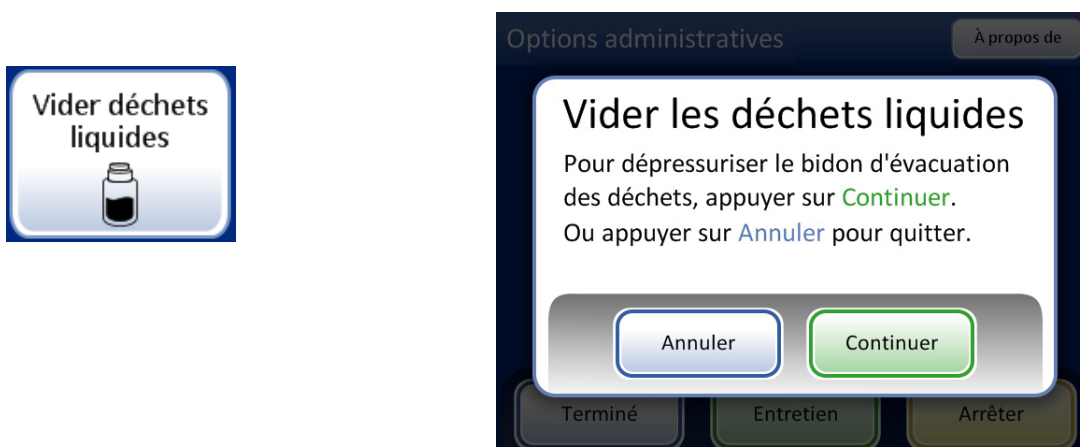 Vider déchets
liquides
Options administratives
À propos de
Vider les déchets liquides
Pour dépressuriser le bidon d'évacuation
des déchets, appuyer sur Continuer.
Ou appuyer sur Annuler pour quitter.
Annuler
Continuer
Terminé
Entretien
Arrêter